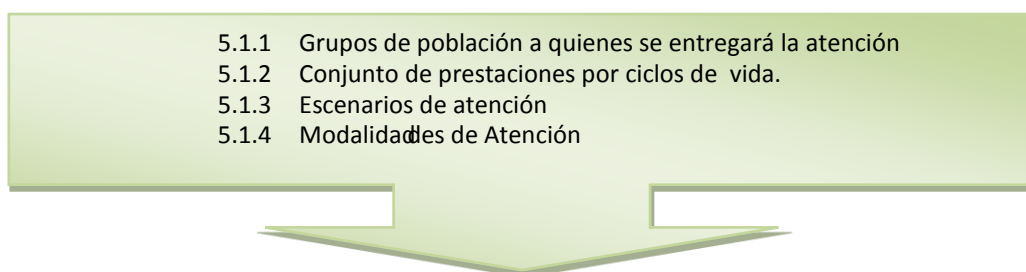 5.1.1 Grupos de población a quienes se entregará la atención
5.1.2 Conjunto de prestaciones por ciclos de vida.
5.1.3 Escenarios de atención
5.1.4 Modalidaddes de Atención